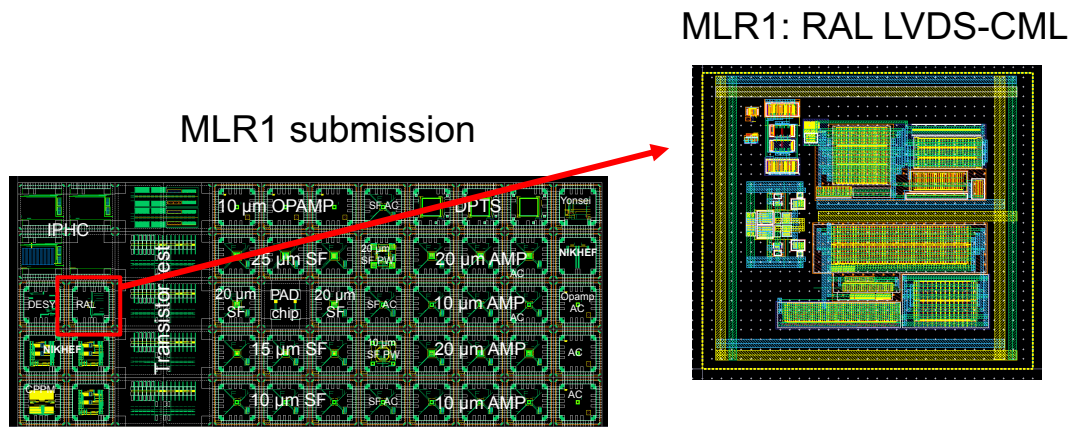 MLR1: RAL LVDS-CML
MLR1 submission
IPHC
Transistor test
10 µm OPAMP
SF AC
DPTS
Yonsei
25 µm SF
20 µm
SF PW
20 µm AMP
AC
NIKHEF
DESY
RAL
20 µm
SF
PAD
chip
20 µm
SF
SF AC
10 µm AMP
AC
Opamp
AC
NIKHEF
15 µm SF
10 µm
SF PW
20 µm AMP
AC
CPPM
10 µm SF
SF AC
10 µm AMP
AC